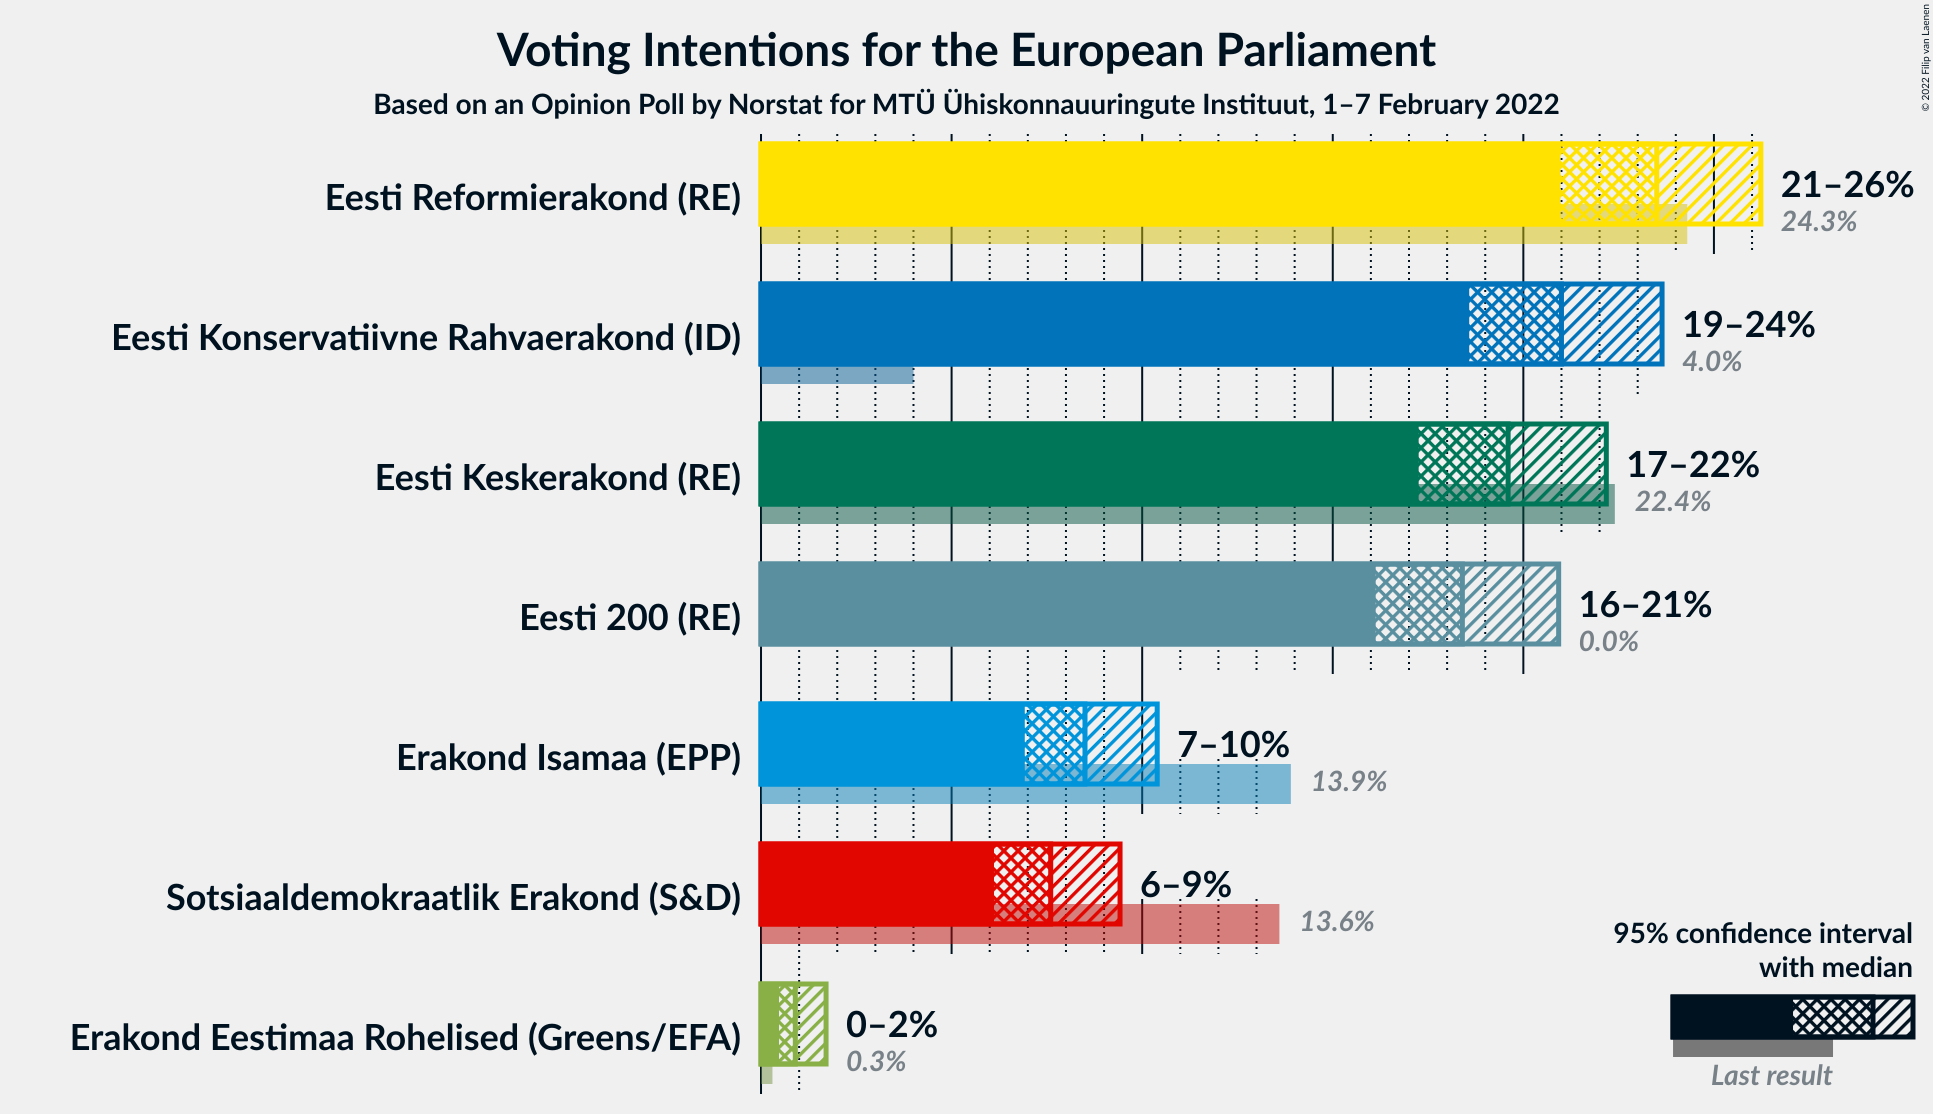 Voting Intentions for the European Parliament
Based on an Opinion Poll by Norstat for MTÜ Ühiskonnauuringute Instituut, 1–7 February 2022
© 2022 Filip van Laenen
Eesti Reformierakond (RE)
21–26%
24.3%
Eesti Konservatiivne Rahvaerakond (ID)
19–24%
4.0%
Eesti Keskerakond (RE)
17–22%
22.4%
Eesti 200 (RE)
16–21%
0.0%
Erakond Isamaa (EPP)
7–10%
13.9%
Sotsiaaldemokraatlik Erakond (S&D)
6–9%
13.6%
Erakond Eestimaa Rohelised (Greens/EFA)
0–2%
0.3%
95% confidence interval
with median
Last result